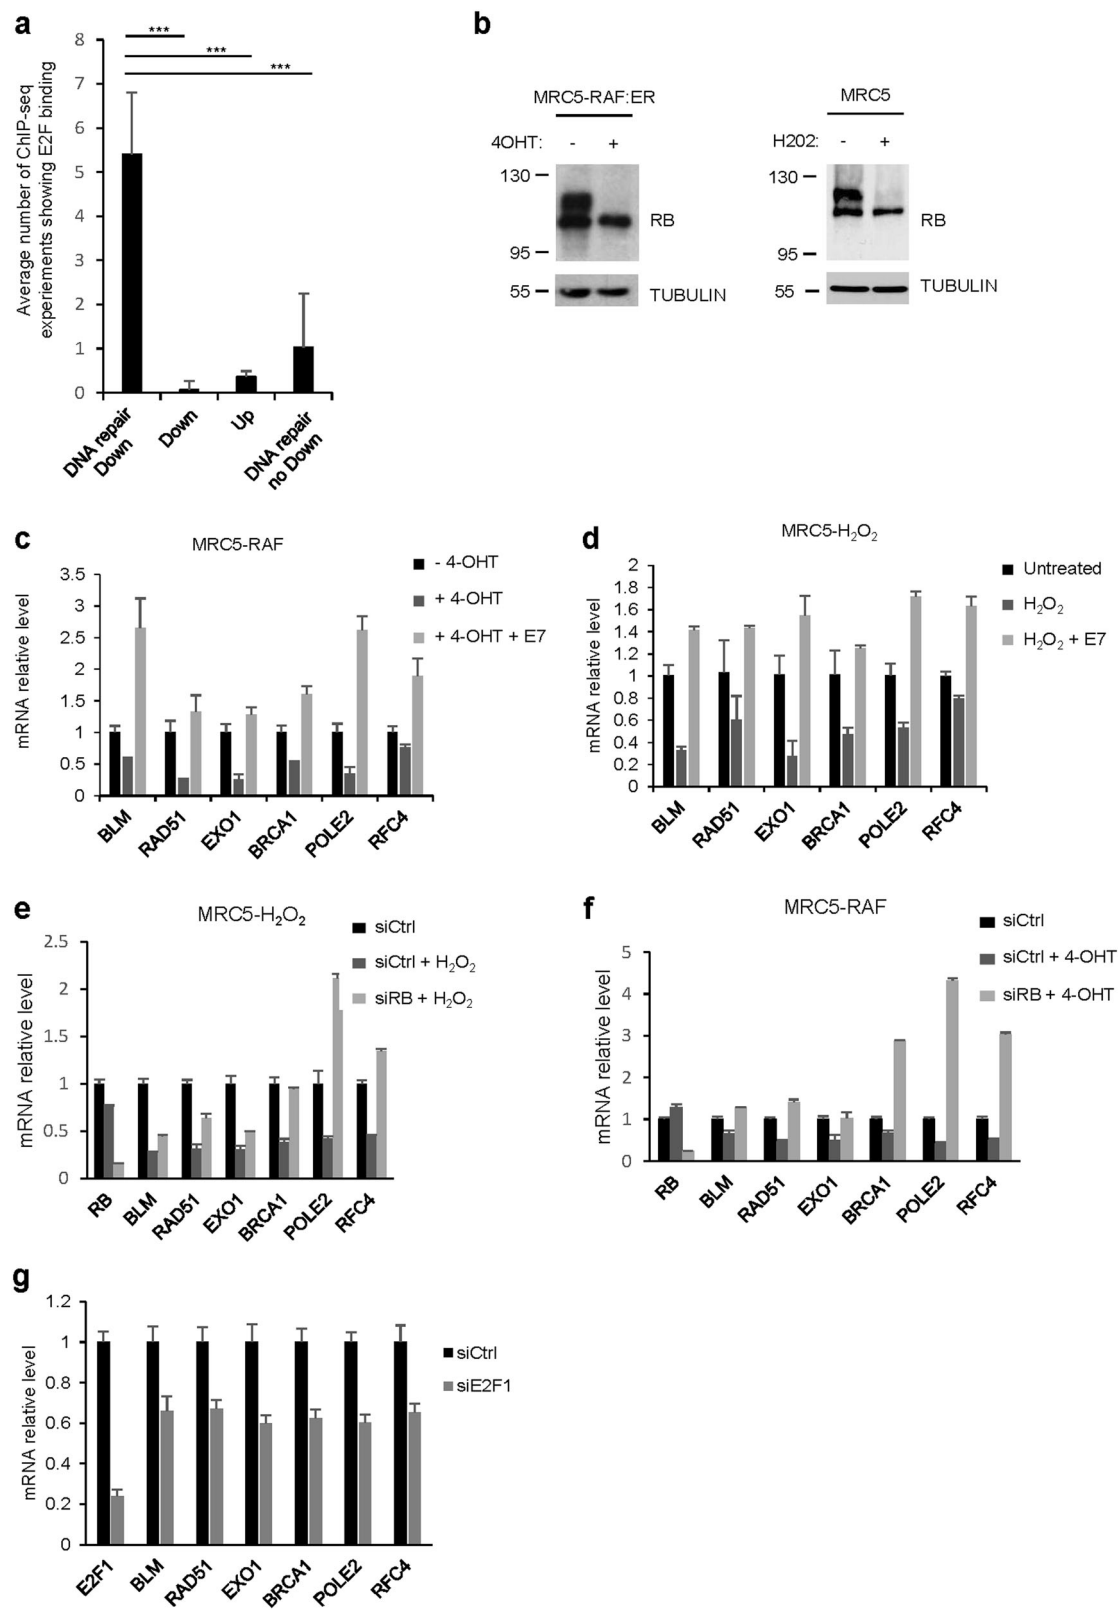 a
Average number of ChIP-seq
experiements showing E2F binding
8
7
6
5
4
3
2
1
0
***
***
***
DNA repair
Down
Down
Up
DNA repair
no Down
b
MRC5-RAF:ER
4OHT: - +
130
95
55
RB
TUBULIN
MRC5
H202: - +
130
95
55
RB
TUBULIN
c
MRC5-RAF
mRNA relative level
3.5
3
2.5
2
1.5
1
0.5
0
- 4-OHT
+ 4-OHT
+ 4-OHT + E7
BLM RAD51 EXO1 BRCA1 POLE2 RFC4
d
MRC5-H₂O₂
mRNA relative level
2
1.8
1.6
1.4
1.2
1
0.8
0.6
0.4
0.2
0
Untreated
H₂O₂
H₂O₂ + E7
BLM RAD51 EXO1 BRCA1 POLE2 RFC4
e
MRC5-H₂O₂
mRNA relative level
2.5
2
1.5
1
0.5
0
siCtrl
siCtrl + H₂O₂
siRB + H₂O₂
RB BLM RAD51 EXO1 BRCA1 POLE2 RFC4
f
MRC5-RAF
mRNA relative level
5
4
3
2
1
0
siCtrl
siCtrl + 4-OHT
siRB + 4-OHT
RB BLM RAD51 EXO1 BRCA1 POLE2 RFC4
g
mRNA relative level
1.2
1
0.8
0.6
0.4
0.2
0
siCtrl
siE2F1
E2F1 BLM RAD51 EXO1 BRCA1 POLE2 RFC4